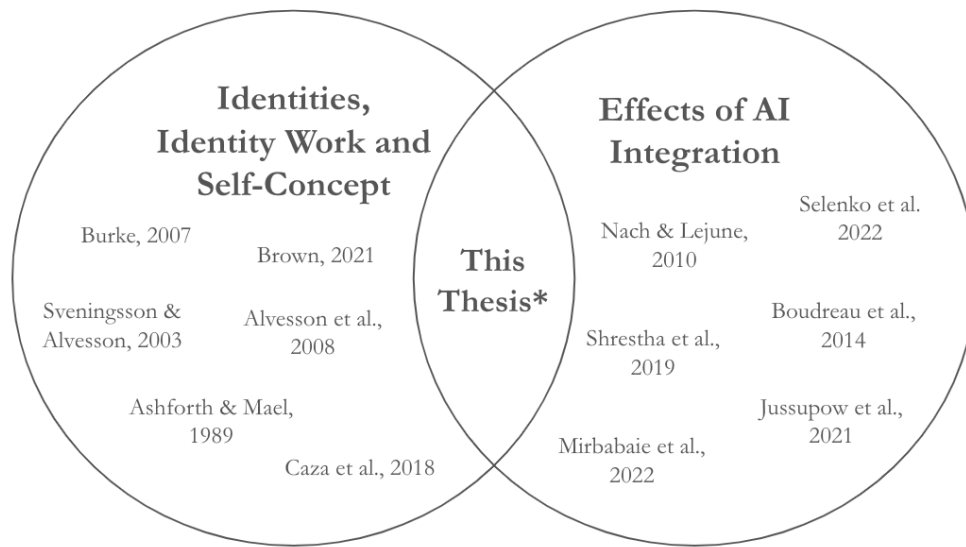 Identities,
Identity Work and
Self-Concept
Burke, 2007
Brown, 2021
Sveningsson &
Alvesson, 2003
Alvesson et al.,
2008
Ashforth & Mael,
1989
Caza et al., 2018
This
Thesis*
Effects of AI
Integration
Selenko et al.
2022
Nach & Lejune,
2010
Boudreau et al.,
2014
Shrestha et al.,
2019
Jussupow et al.,
2021
Mirbabaie et al.,
2022